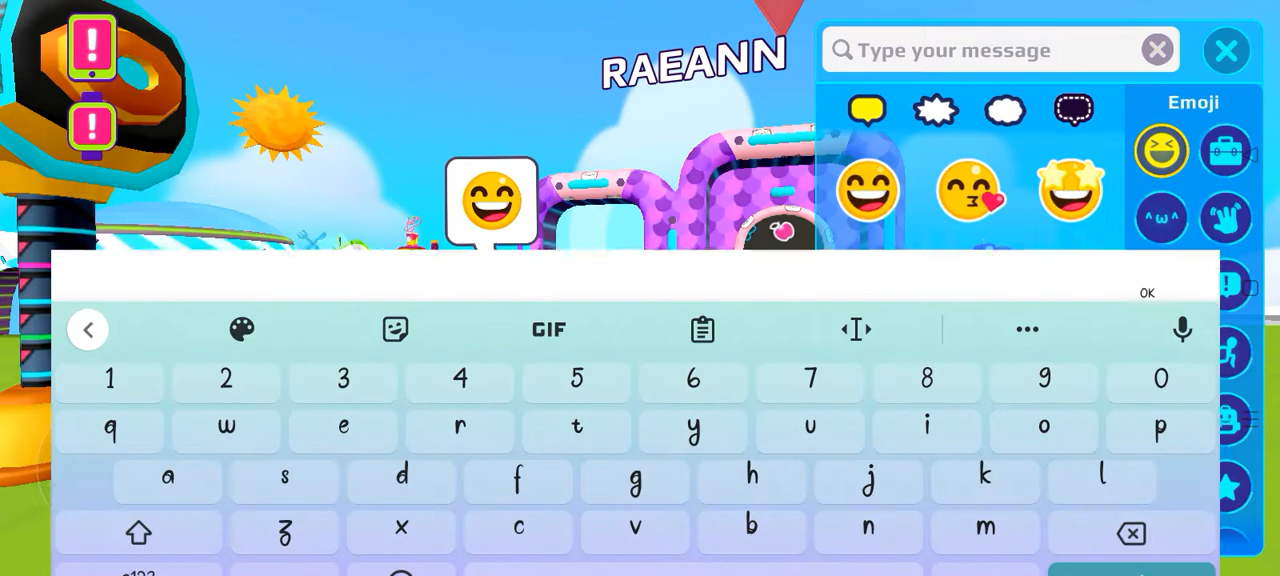 RAEANN
Type your message
Emoji
^ω^
OK
GIF
1 2 3 4 5 6 7 8 9 0
q w e r t y u i o p
a s d f g h j k l
z x c v b n m